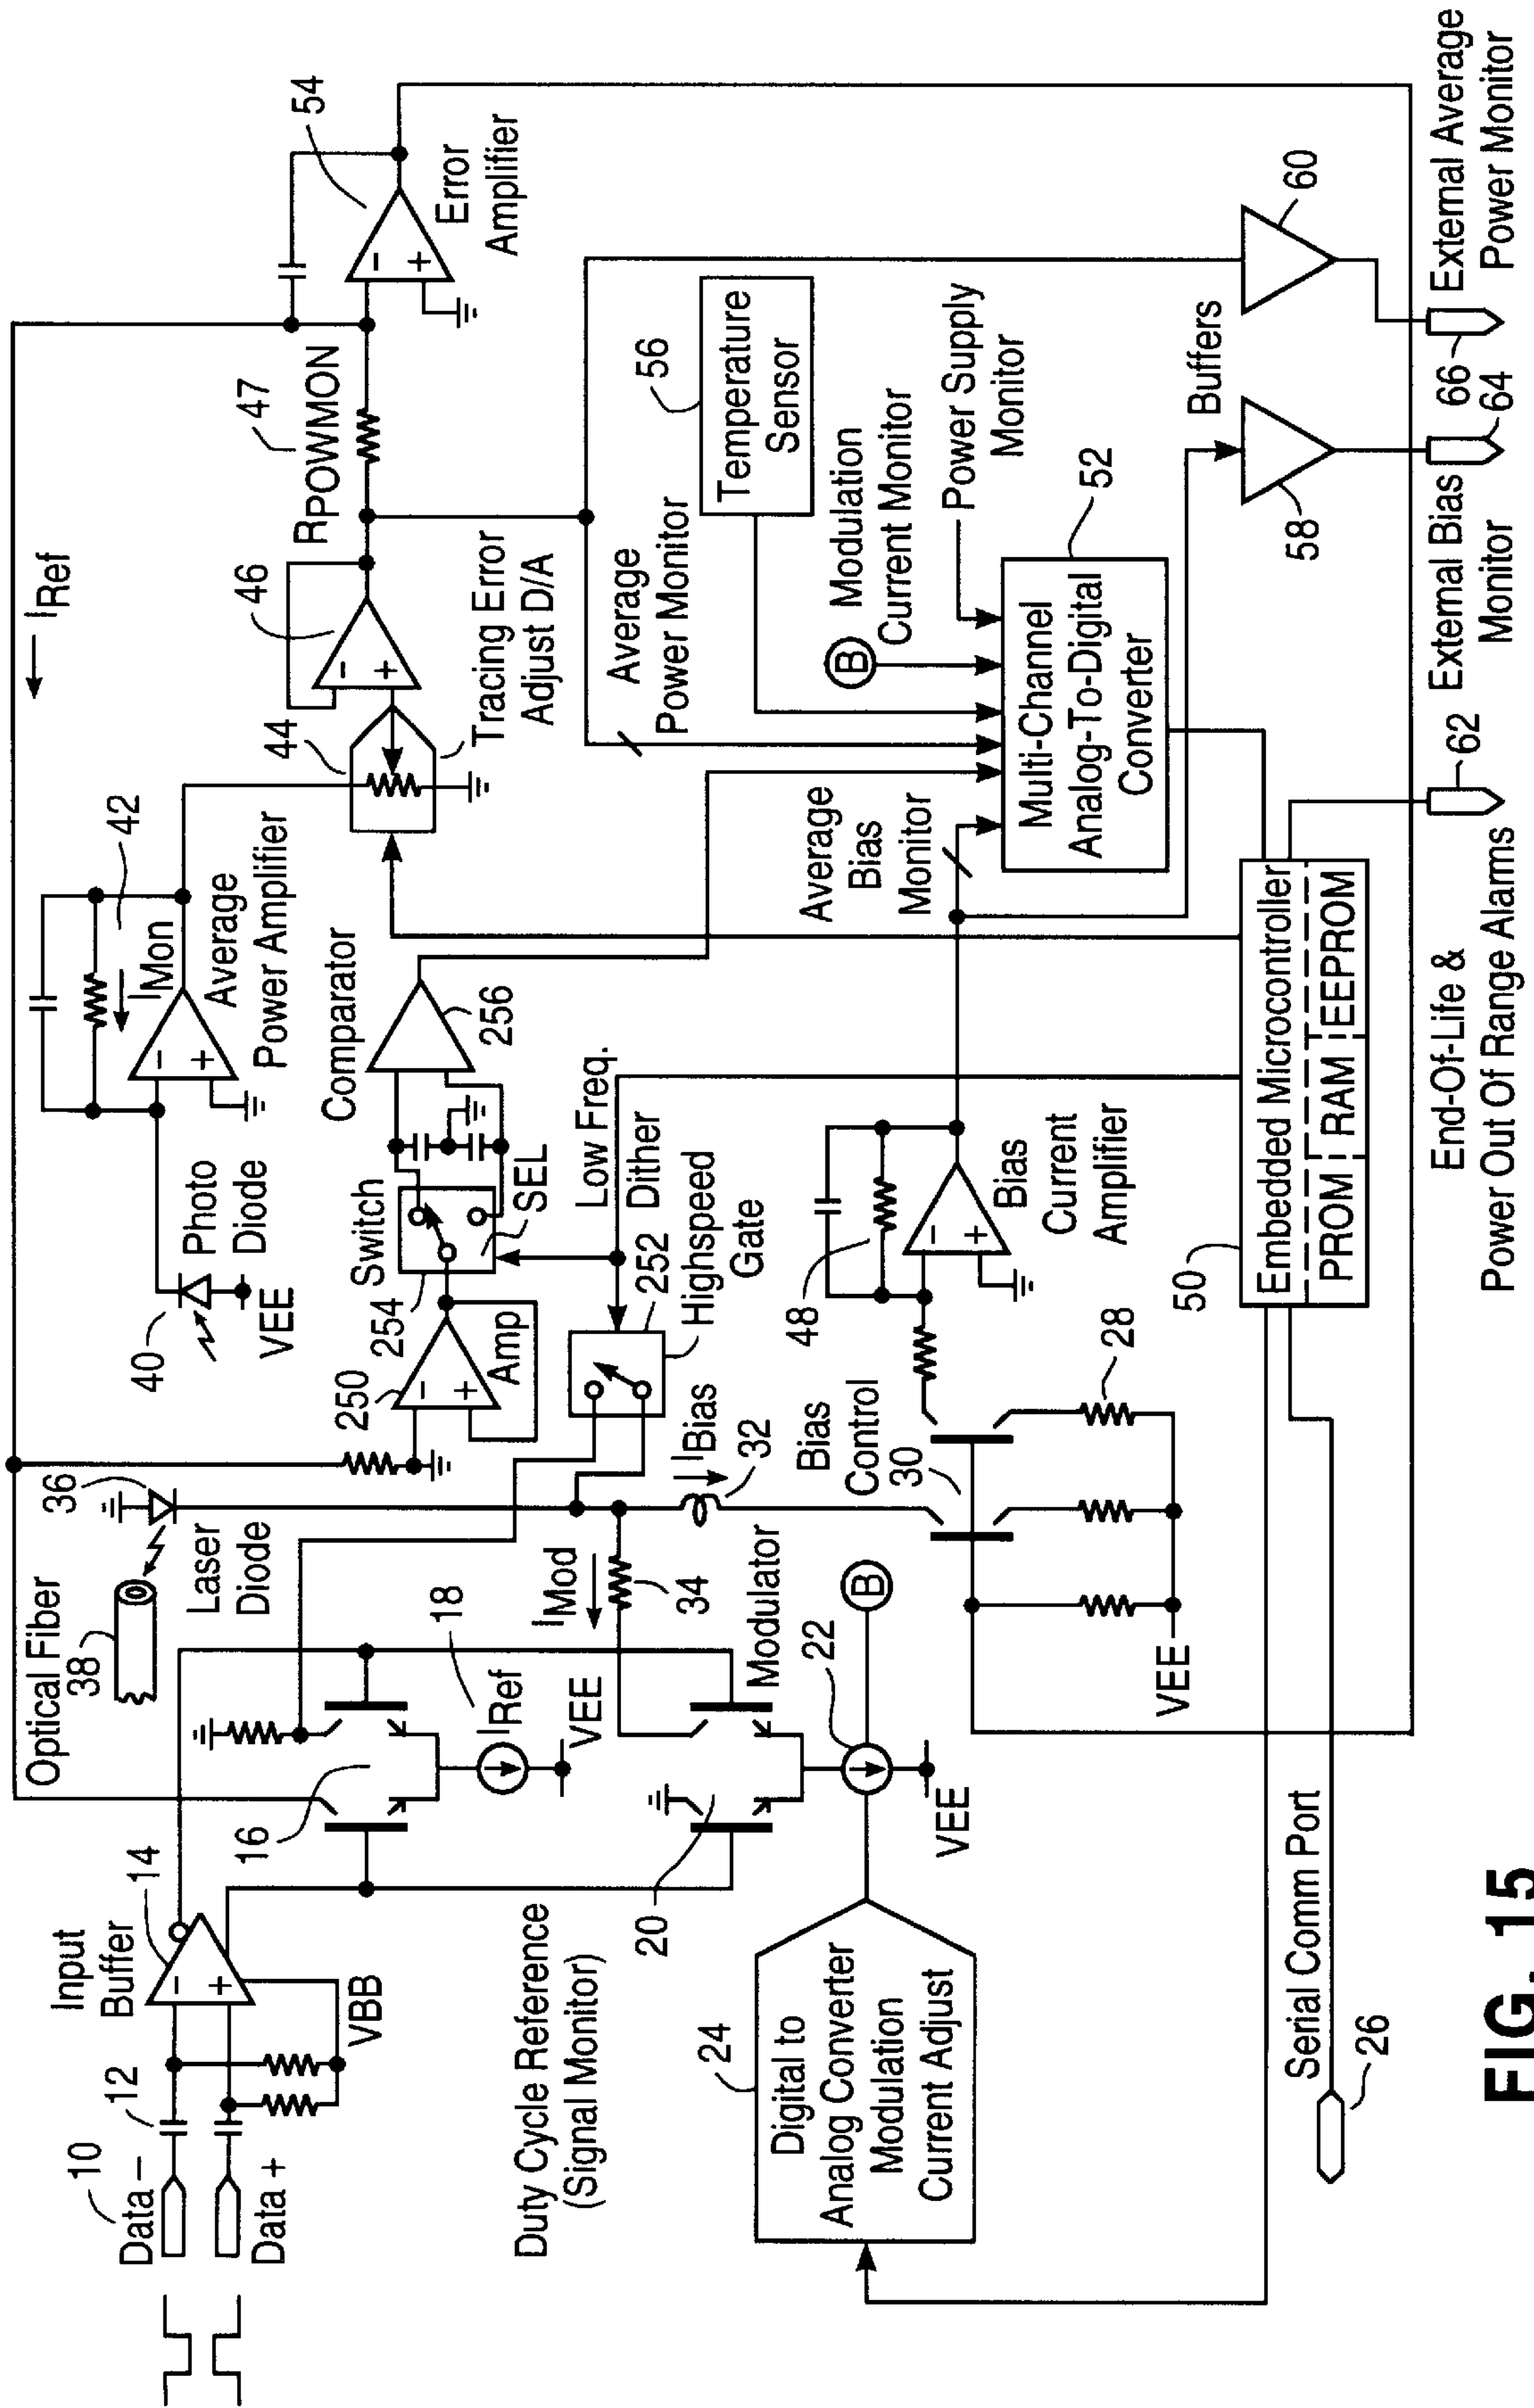 10
Data –
Data +
12
Input
Buffer
14
–
+
VBB
Optical Fiber
38
Laser
Diode
36
16
18
IRef
VEE
Duty Cycle Reference
(Signal Monitor)
20
Modulator
IMod
34
22
B
VEE
24
Digital to
Analog Converter
Modulation
Current Adjust
Serial Comm Port
26
IBias
32
Bias
Control
30
28
VEE
40
Photo
Diode
VEE
42
IMon
–
+
Average
Power Amplifier
250
–
+
Amp
254
Switch
SEL
Comparator
256
Low Freq.
Dither
252
Highspeed
Gate
48
–
+
Bias
Current
Amplifier
50
Embedded Microcontroller
PROM
RAM
EEPROM
IRef
44
46
–
+
Tracing Error
Adjust D/A
47
RPOWMON
54
–
+
Error
Amplifier
56
Temperature
Sensor
Average
Power Monitor
B
Modulation
Current Monitor
Power Supply
Monitor
Average
Bias
Monitor
52
Multi-Channel
Analog-To-Digital
Converter
Buffers
58
60
62
64
66
End-Of-Life &
Power Out Of Range Alarms
External Bias
Monitor
External Average
Power Monitor
FIG. 15